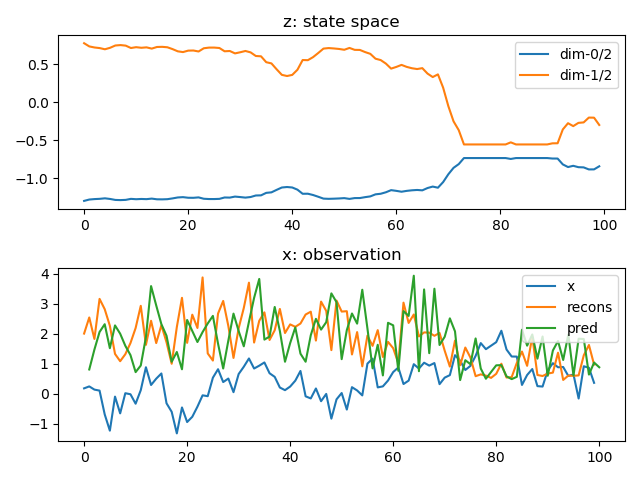 z: state space
dim-0/2
dim-1/2
0.5
0.0
−0.5
−1.0
0 20 40 60 80 100
x: observation
x
recons
pred
4
3
2
1
0
−1
0 20 40 60 80 100